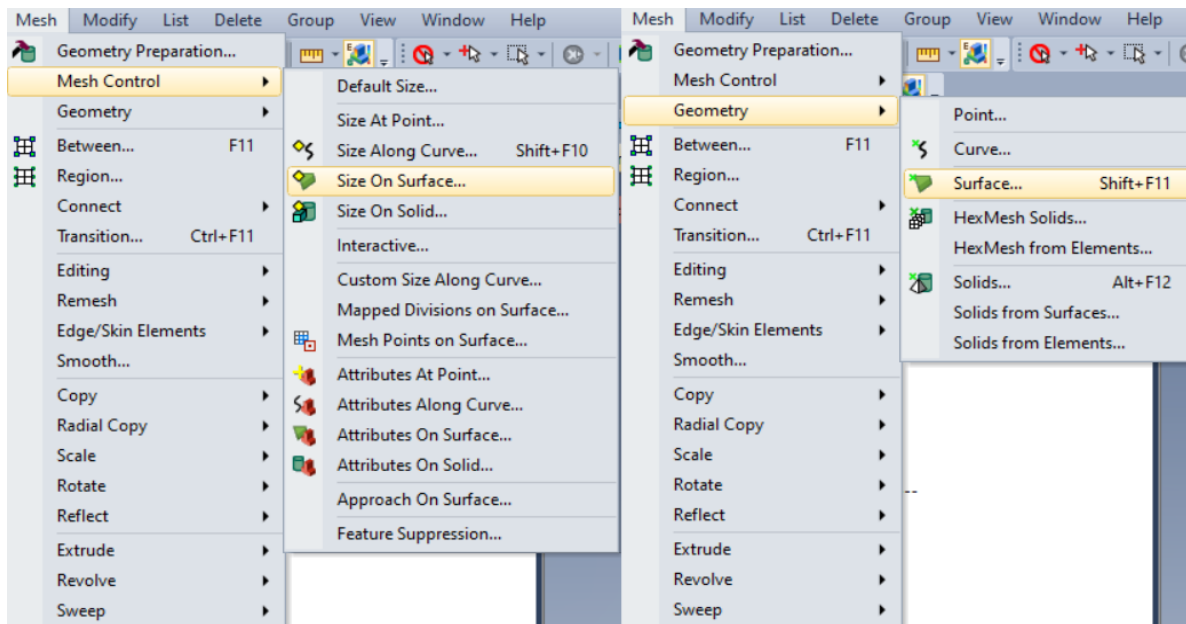 Mesh Modify List Delete Group View Window Help
Geometry Preparation...
Mesh Control
Geometry
Between... F11
Region...
Connect
Transition... Ctrl+F11
Editing
Remesh
Edge/Skin Elements
Smooth...
Copy
Radial Copy
Scale
Rotate
Reflect
Extrude
Revolve
Sweep
Default Size...
Size At Point...
Size Along Curve... Shift+F10
Size On Surface...
Size On Solid...
Interactive...
Custom Size Along Curve...
Mapped Divisions on Surface...
Mesh Points on Surface...
Attributes At Point...
Attributes Along Curve...
Attributes On Surface...
Attributes On Solid...
Approach On Surface...
Feature Suppression...
Mesh Modify List Delete Group View Window Help
Geometry Preparation...
Mesh Control
Geometry
Between... F11
Region...
Connect
Transition... Ctrl+F11
Editing
Remesh
Edge/Skin Elements
Smooth...
Copy
Radial Copy
Scale
Rotate
Reflect
Extrude
Revolve
Sweep
Point...
Curve...
Surface... Shift+F11
HexMesh Solids...
HexMesh from Elements...
Solids... Alt+F12
Solids from Surfaces...
Solids from Elements...
--